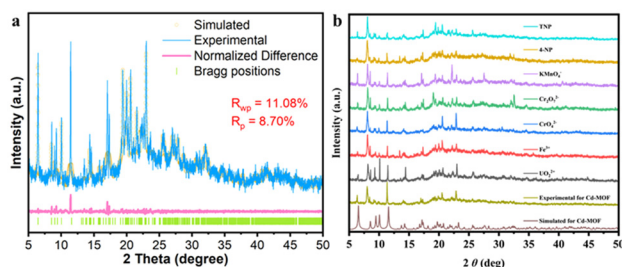 a
Simulated
Experimental
Normalized Difference
Bragg positions
Rwp = 11.08%
Rp = 8.70%
Intensity (a.u.)
5 10 15 20 25 30 35 40 45 50
2 Theta (degree)
b
TNP
4-NP
KMnO4-
Cr2O72-
CrO42-
Fe3+
UO22+
Experimental for Cd-MOF
Simulated for Cd-MOF
Intensity (a.u.)
5 10 15 20 25 30 35 40 45 50
2 θ (deg)